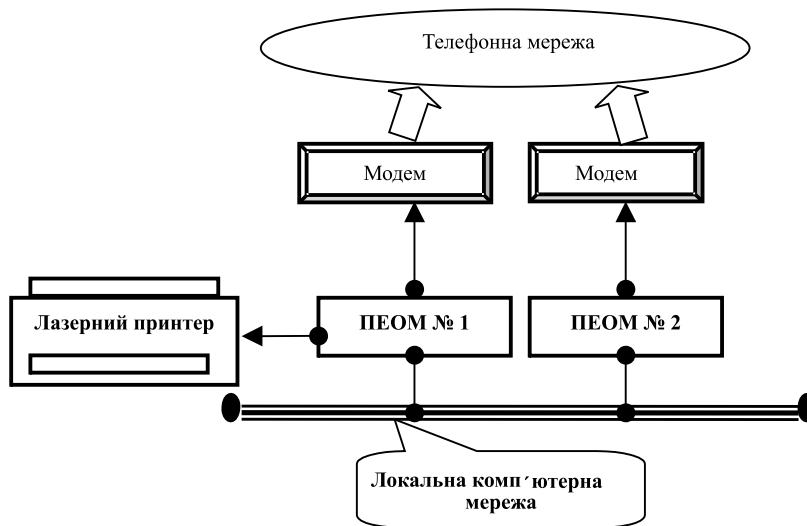 Телефонна мережа
Модем
Модем
Лазерний принтер
ПЕОМ № 1
ПЕОМ № 2
Локальна комп´ютерна
мережа